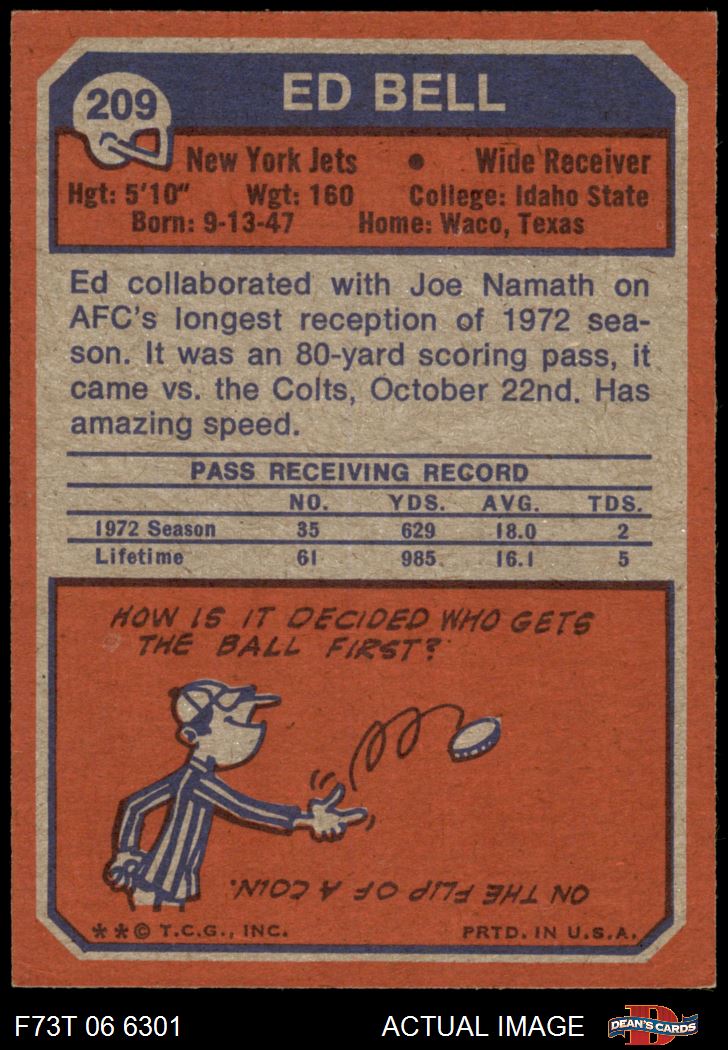 209
ED BELL
New York Jets • Wide Receiver
Hgt: 5'10" Wgt: 160 College: Idaho State
Born: 9-13-47 Home: Waco, Texas
Ed collaborated with Joe Namath on
AFC's longest reception of 1972 sea-
son. It was an 80-yard scoring pass, it
came vs. the Colts, October 22nd. Has
amazing speed.
PASS RECEIVING RECORD
NO. YDS. AVG. TDS.
1972 Season 35 629 18.0 2
Lifetime 61 985 16.1 5
HOW IS IT DECIDED WHO GETS
THE BALL FIRST?
ON THE FLIP OF A COIN.
**© T.C.G., INC. PRTD. IN U.S.A.
F73T 06 6301 ACTUAL IMAGE D DEAN'S CARDS